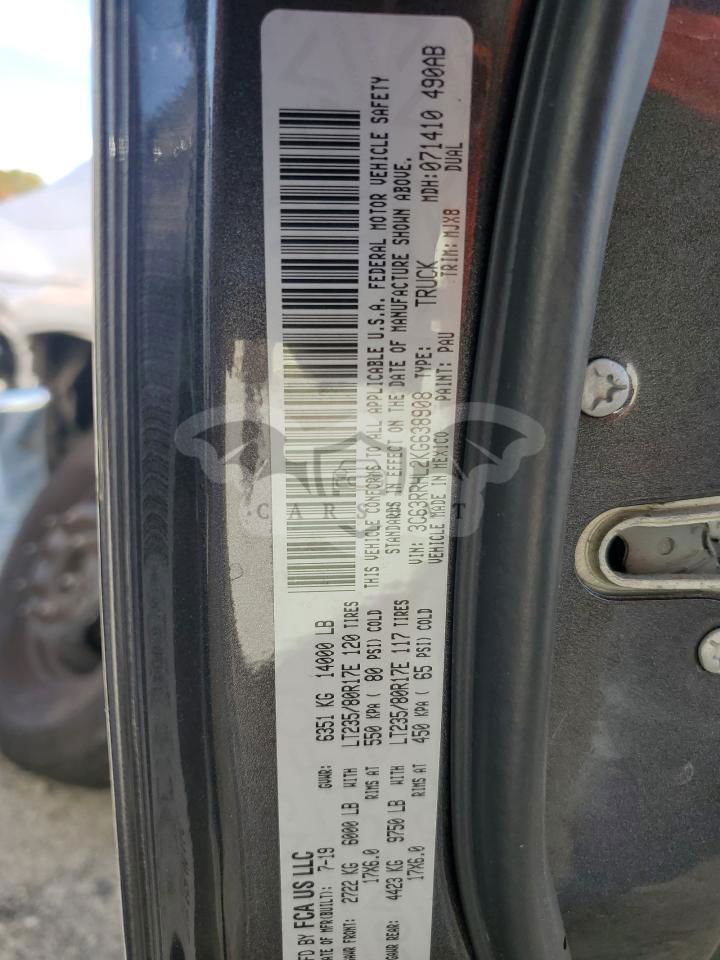 MFD BY FCA US LLC
DATE OF MFR(BUILT): 7-19 GVWR: 6351 KG 14000 LB
GAWR FRONT: 2722 KG 6000 LB WITH LT235/80R17E 120 TIRES
17X6.0 RIMS AT 550 KPA ( 80 PSI) COLD
GAWR REAR: 4423 KG 9750 LB WITH LT235/80R17E 117 TIRES
17X6.0 RIMS AT 450 KPA ( 65 PSI) COLD
THIS VEHICLE CONFORMS TO ALL APPLICABLE U.S.A. FEDERAL MOTOR VEHICLE SAFETY
STANDARDS IN EFFECT ON THE DATE OF MANUFACTURE SHOWN ABOVE.
VIN: 3C63RRHL2KG638908 TYPE: TRUCK MDH:071410 490AB
VEHICLE MADE IN MEXICO PAINT: PAU TRIM: MJX8 DUAL